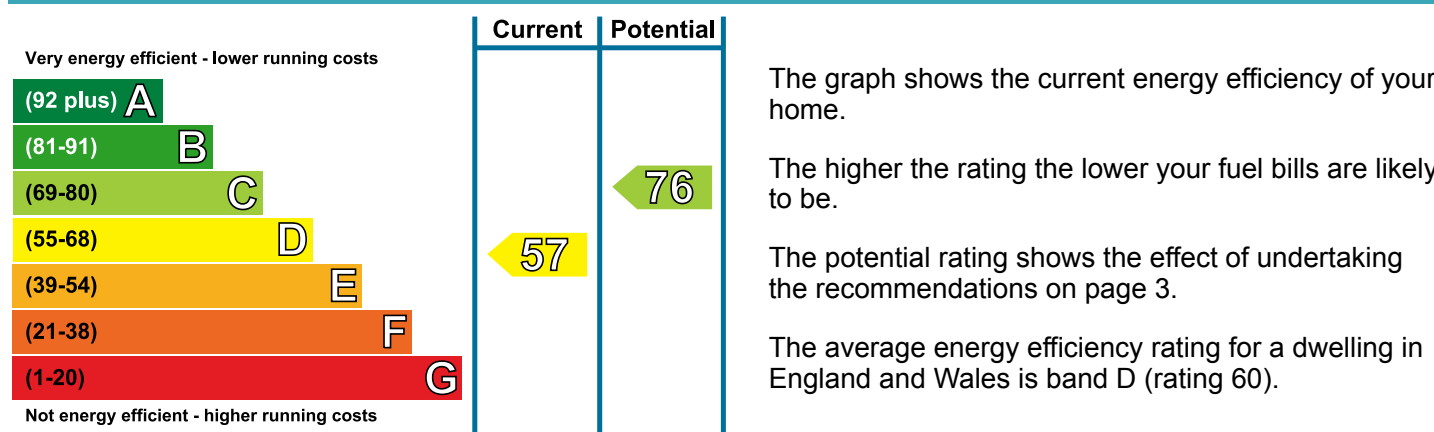 Current Potential
Very energy efficient - lower running costs
(92 plus) A
(81-91) B
(69-80) C
76
(55-68) D
57
(39-54) E
(21-38) F
(1-20) G
Not energy efficient - higher running costs
The graph shows the current energy efficiency of your
home.
The higher the rating the lower your fuel bills are likely
to be.
The potential rating shows the effect of undertaking
the recommendations on page 3.
The average energy efficiency rating for a dwelling in
England and Wales is band D (rating 60).